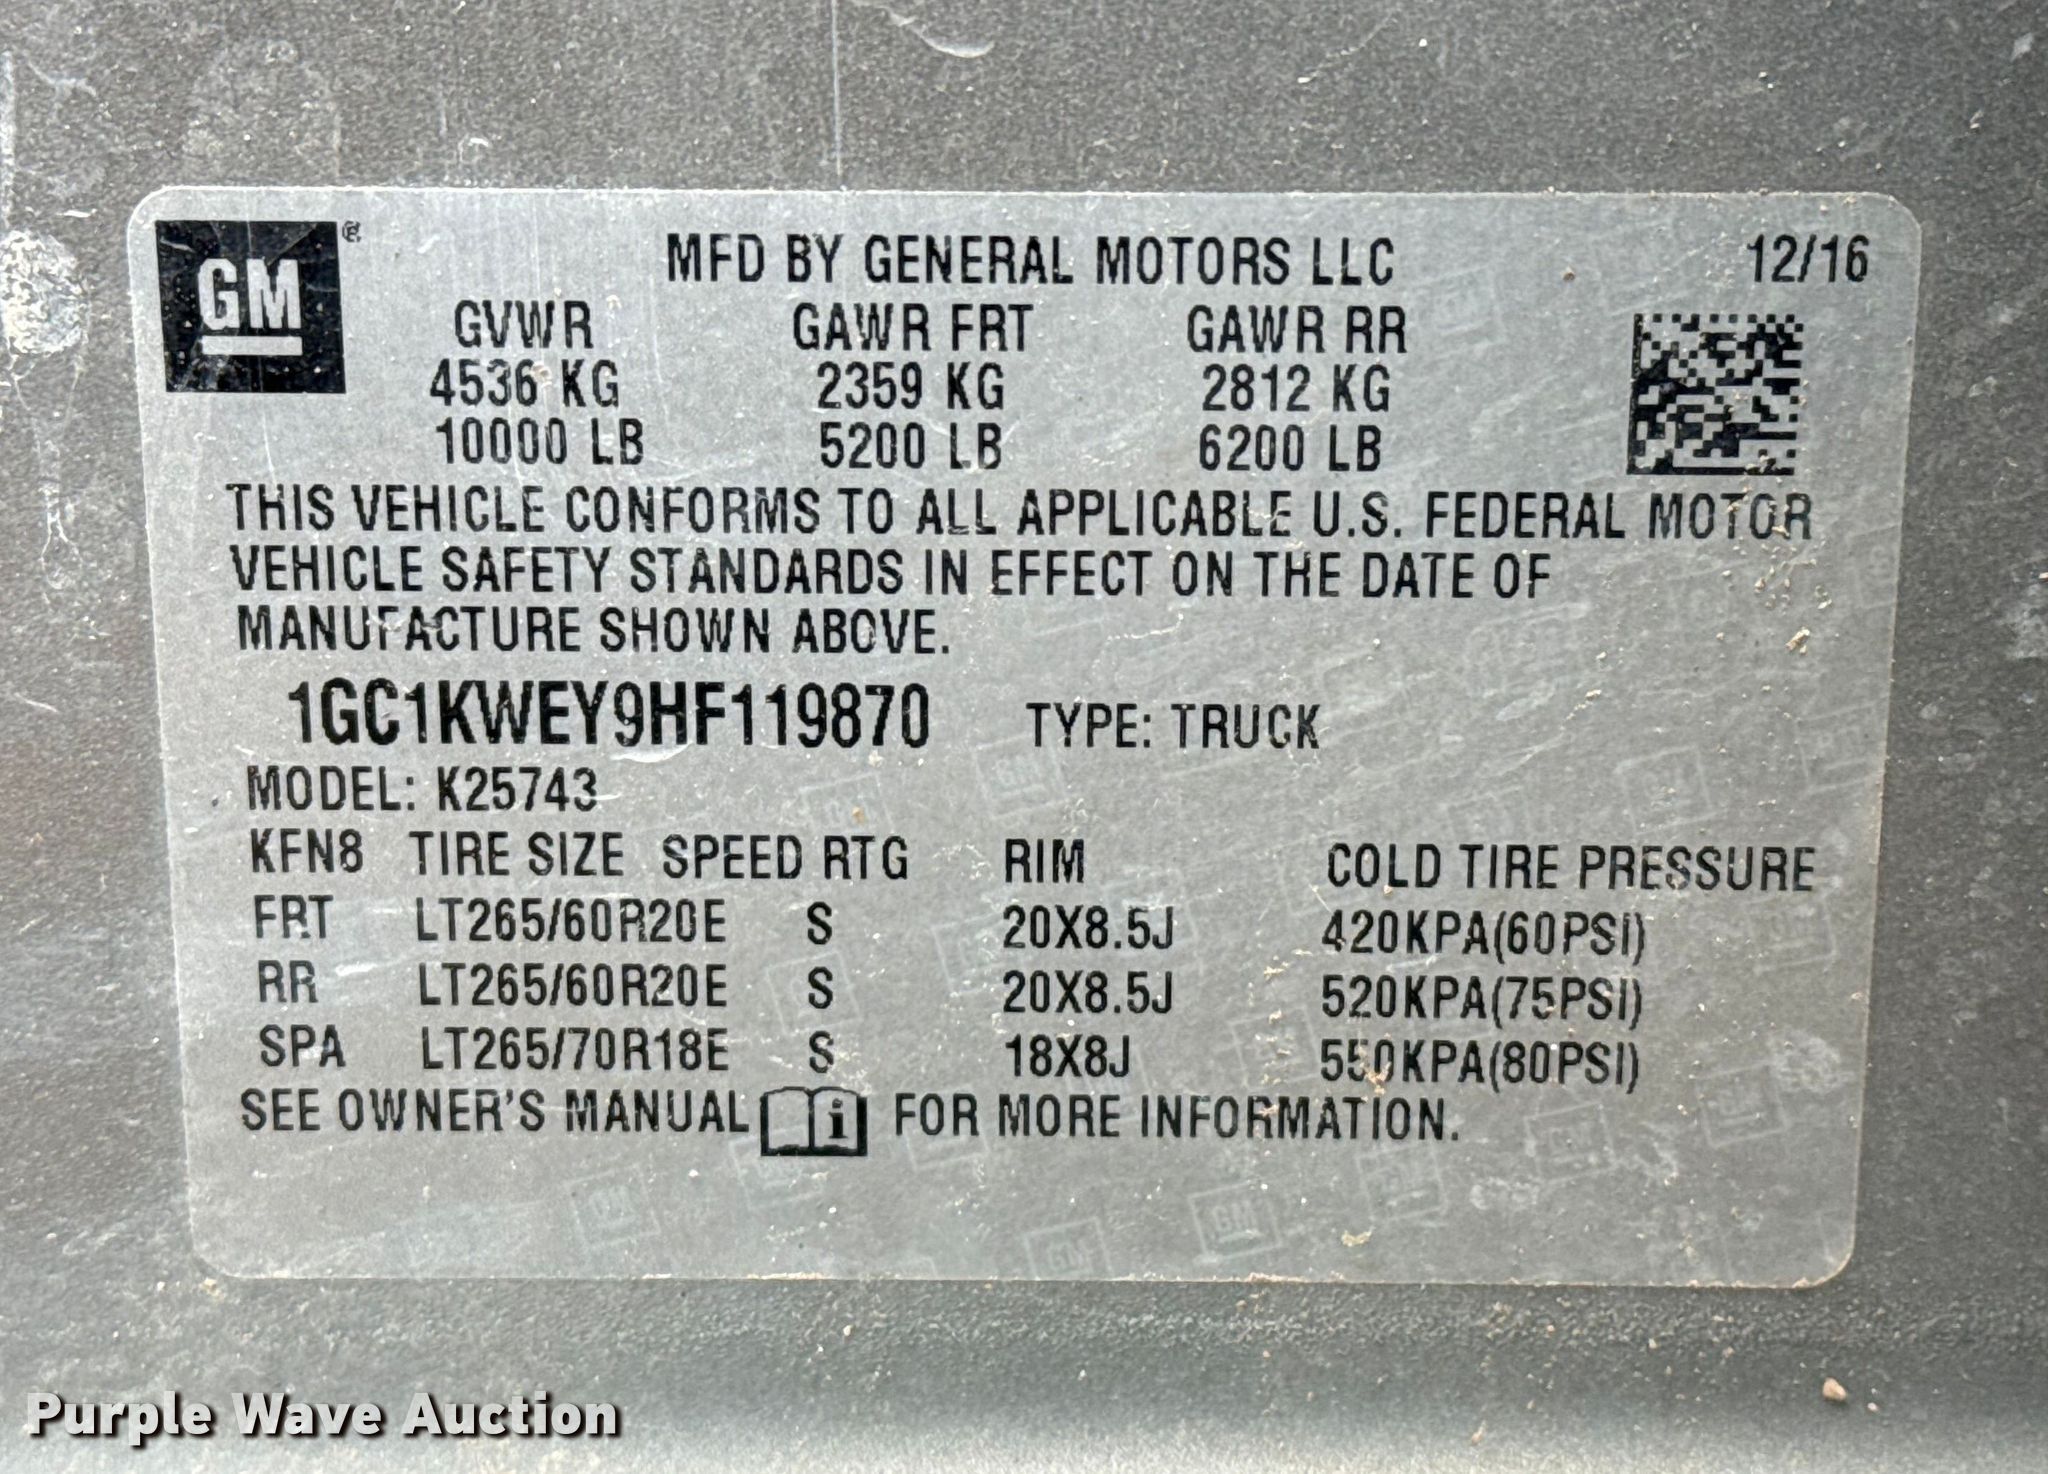 GM®
MFD BY GENERAL MOTORS LLC 12/16
GVWR GAWR FRT GAWR RR
4536 KG 2359 KG 2812 KG
10000 LB 5200 LB 6200 LB
THIS VEHICLE CONFORMS TO ALL APPLICABLE U.S. FEDERAL MOTOR
VEHICLE SAFETY STANDARDS IN EFFECT ON THE DATE OF
MANUFACTURE SHOWN ABOVE.
1GC1KWEY9HF119870 TYPE: TRUCK
MODEL: K25743
KFN8 TIRE SIZE SPEED RTG RIM COLD TIRE PRESSURE
FRT LT265/60R20E S 20X8.5J 420KPA(60PSI)
RR LT265/60R20E S 20X8.5J 520KPA(75PSI)
SPA LT265/70R18E S 18X8J 550KPA(80PSI)
SEE OWNER'S MANUAL i FOR MORE INFORMATION.
Purple Wave Auction